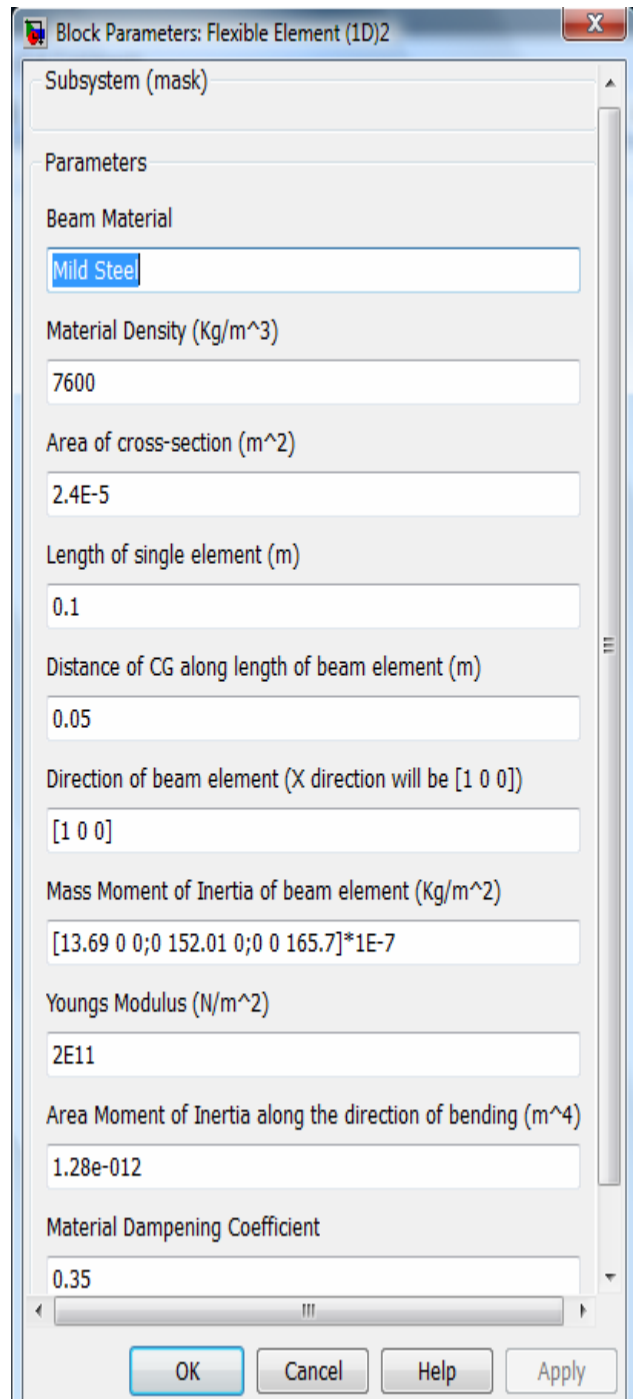 Block Parameters: Flexible Element (1D)2
Subsystem (mask)
Parameters
Beam Material
Mild Steel
Material Density (Kg/m^3)
7600
Area of cross-section (m^2)
2.4E-5
Length of single element (m)
0.1
Distance of CG along length of beam element (m)
0.05
Direction of beam element (X direction will be [1 0 0])
[1 0 0]
Mass Moment of Inertia of beam element (Kg/m^2)
[13.69 0 0;0 152.01 0;0 0 165.7]*1E-7
Youngs Modulus (N/m^2)
2E11
Area Moment of Inertia along the direction of bending (m^4)
1.28e-012
Material Dampening Coefficient
0.35
OK Cancel Help Apply